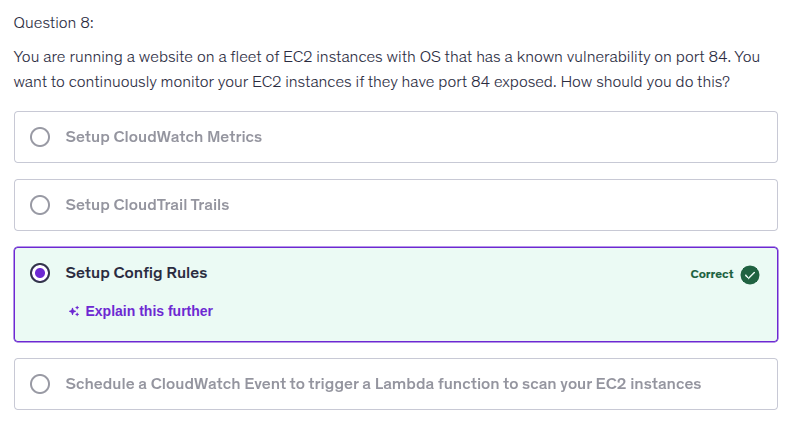 Question 8:
You are running a website on a fleet of EC2 instances with OS that has a known vulnerability on port 84. You
want to continuously monitor your EC2 instances if they have port 84 exposed. How should you do this?
Setup CloudWatch Metrics
Setup CloudTrail Trails
Setup Config Rules
Correct
Explain this further
Schedule a CloudWatch Event to trigger a Lambda function to scan your EC2 instances